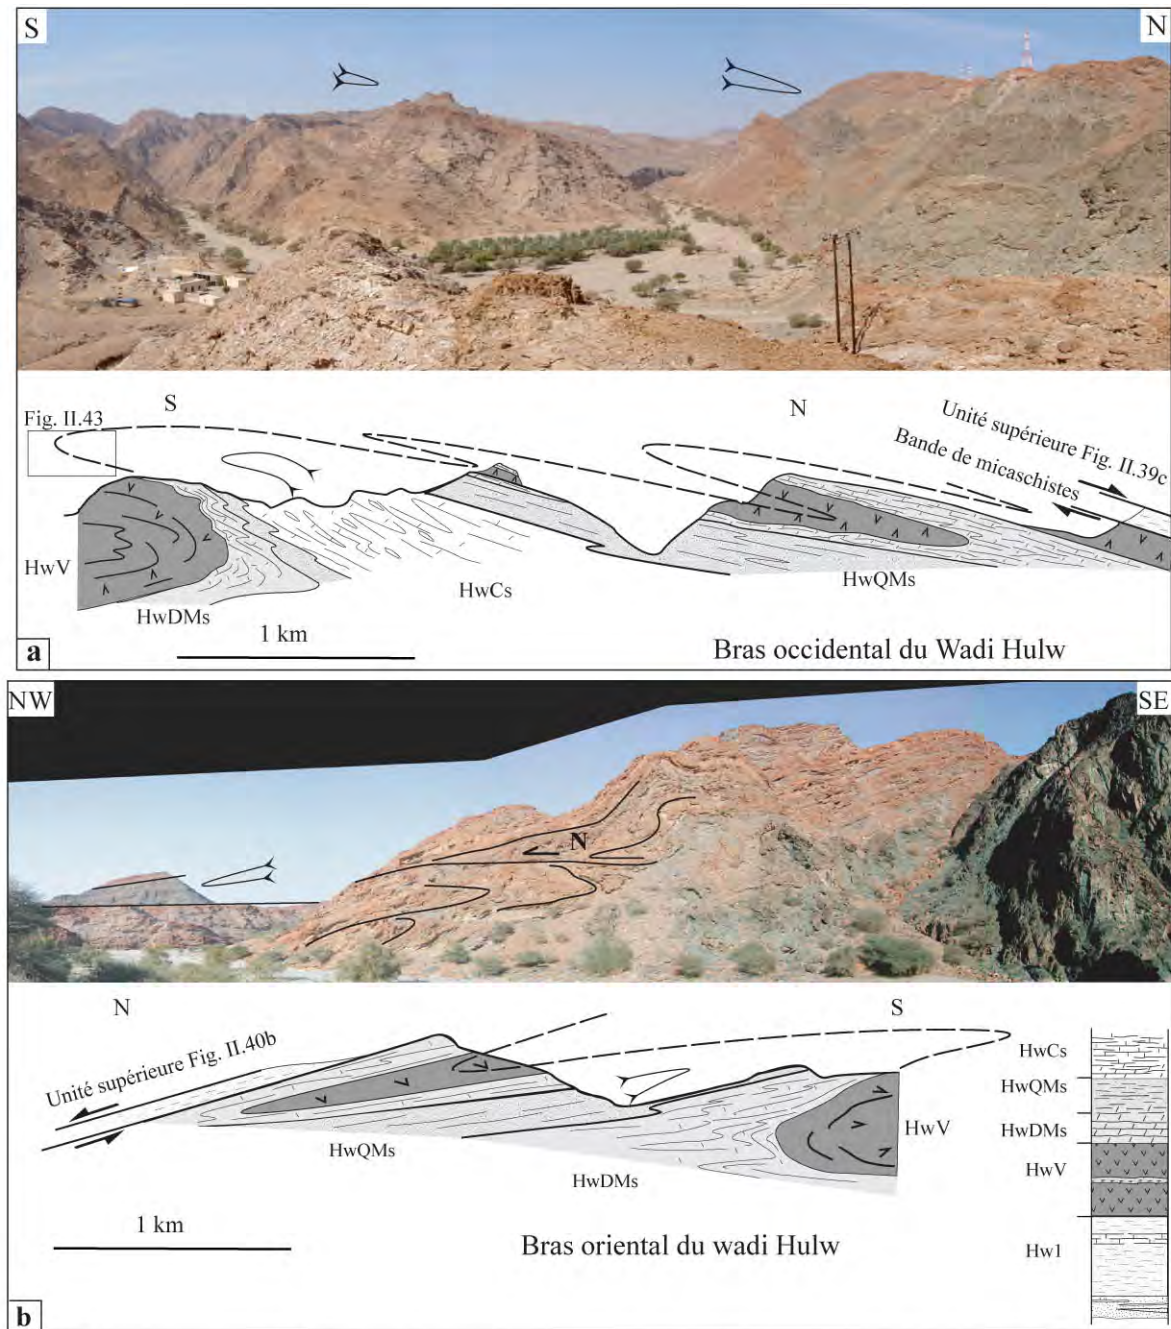 S
N
S
N
Fig. II.43
Unité supérieure Fig. II.39c
Bande de micaschistes
HwV
HwDMs
HwCs
HwQMs
1 km
a
Bras occidental du Wadi Hulw
NW
SE
N
N
S
Unité supérieure Fig. II.40b
HwQMs
HwDMs
HwV
1 km
Bras oriental du wadi Hulw
b
HwCs
HwQMs
HwDMs
HwV
Hw1